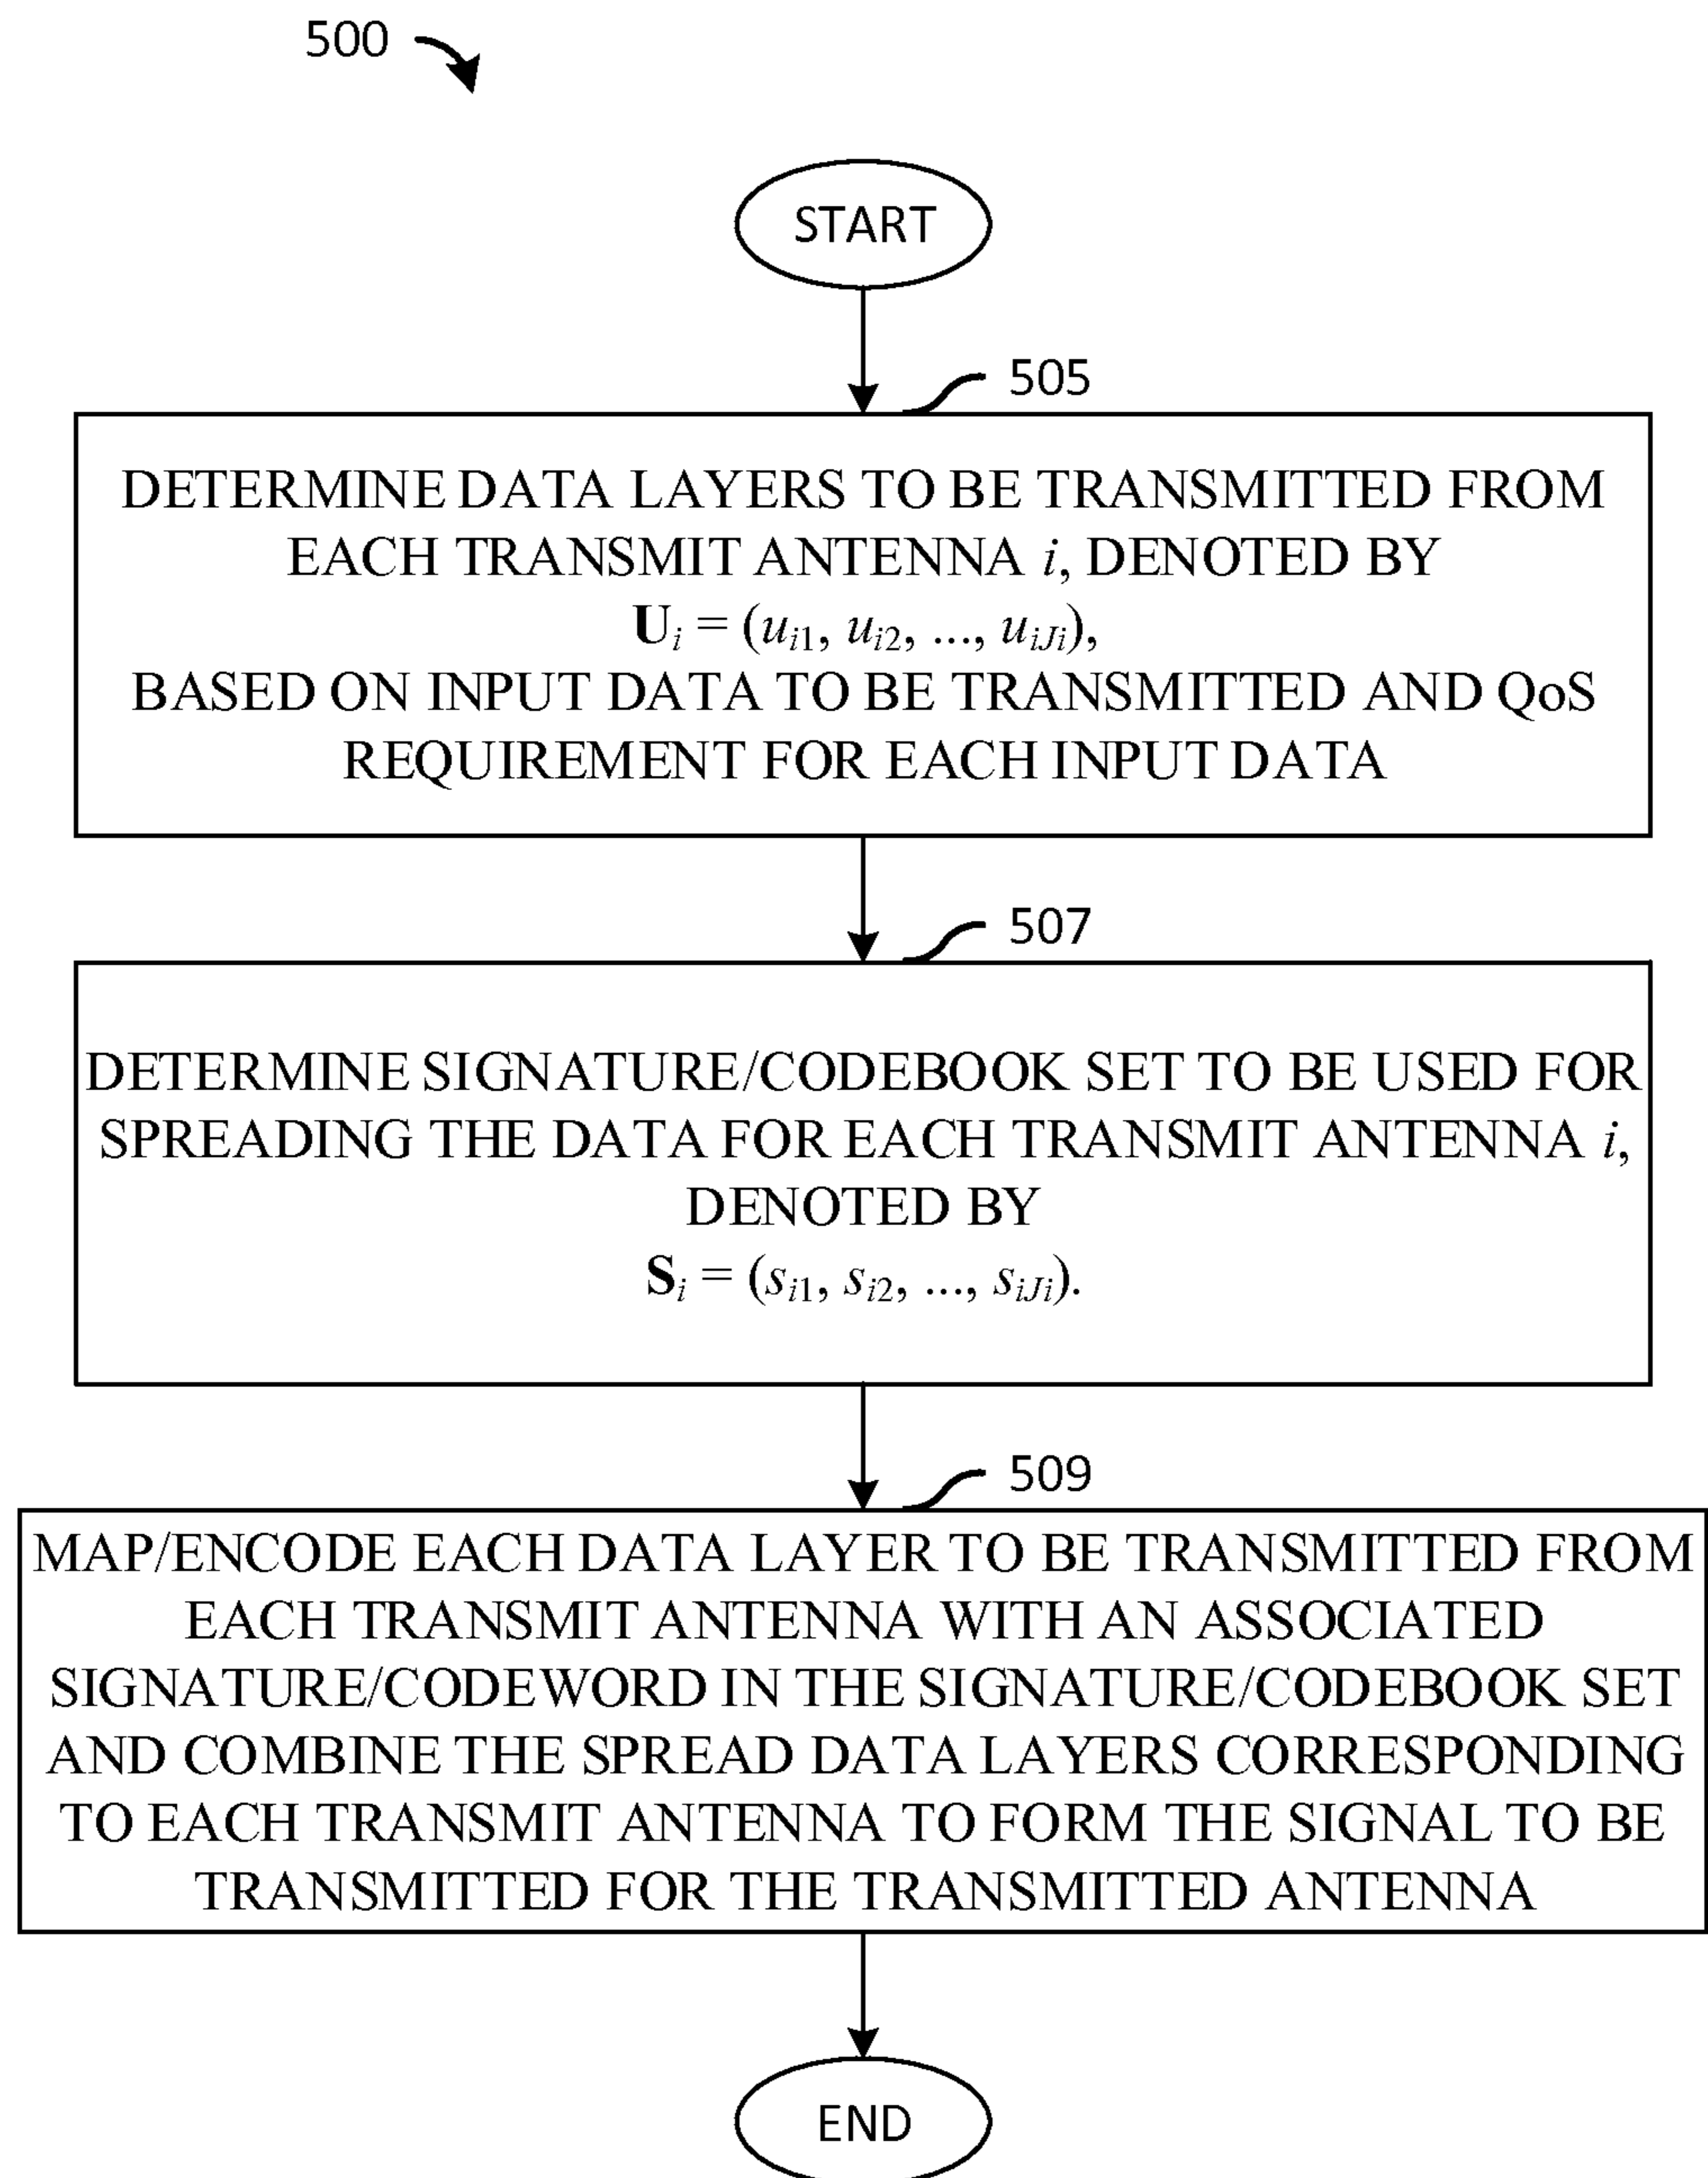 500
START
505
DETERMINE DATA LAYERS TO BE TRANSMITTED FROM
EACH TRANSMIT ANTENNA i, DENOTED BY
Uᵢ = (uᵢ₁, uᵢ₂, ..., u_iJi),
BASED ON INPUT DATA TO BE TRANSMITTED AND QoS
REQUIREMENT FOR EACH INPUT DATA
507
DETERMINE SIGNATURE/CODEBOOK SET TO BE USED FOR
SPREADING THE DATA FOR EACH TRANSMIT ANTENNA i,
DENOTED BY
Sᵢ = (sᵢ₁, sᵢ₂, ..., s_iJi).
509
MAP/ENCODE EACH DATA LAYER TO BE TRANSMITTED FROM
EACH TRANSMIT ANTENNA WITH AN ASSOCIATED
SIGNATURE/CODEWORD IN THE SIGNATURE/CODEBOOK SET
AND COMBINE THE SPREAD DATA LAYERS CORRESPONDING
TO EACH TRANSMIT ANTENNA TO FORM THE SIGNAL TO BE
TRANSMITTED FOR THE TRANSMITTED ANTENNA
END